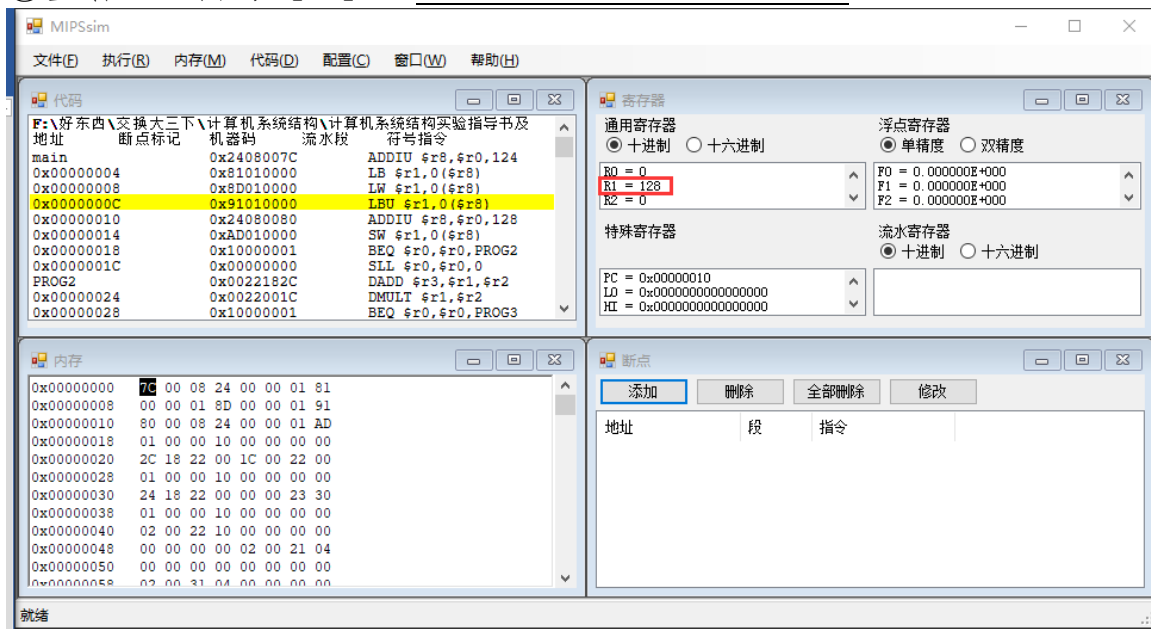 MIPSsim
文件(F) 执行(R) 内存(M) 代码(D) 配置(C) 窗口(W) 帮助(H)
代码
F:\好东西\交换大三下\计算机系统结构\计算机系统结构实验指导书及
地址 断点标记 机器码 流水段 符号指令
main 0x2408007C ADDIU $r8,$r0,124
0x00000004 0x81010000 LB $r1,0($r8)
0x00000008 0x8D010000 LW $r1,0($r8)
0x0000000C 0x91010000 LBU $r1,0($r8)
0x00000010 0x24080080 ADDIU $r8,$r0,128
0x00000014 0xAD010000 SW $r1,0($r8)
0x00000018 0x10000001 BEQ $r0,$r0,PROG2
0x0000001C 0x00000000 SLL $r0,$r0,0
PROG2 0x0022182C DADD $r3,$r1,$r2
0x00000024 0x0022001C DMULT $r1,$r2
0x00000028 0x10000001 BEQ $r0,$r0,PROG3
寄存器
通用寄存器 浮点寄存器
十进制 十六进制 单精度 双精度
R0 = 0 F0 = 0.000000E+000
R1 = 128 F1 = 0.000000E+000
R2 = 0 F2 = 0.000000E+000
特殊寄存器 流水寄存器
十进制 十六进制
PC = 0x00000010
LO = 0x0000000000000000
HI = 0x0000000000000000
内存
0x00000000 7C 00 08 24 00 00 01 81
0x00000008 00 00 01 8D 00 00 01 91
0x00000010 80 00 08 24 00 00 01 AD
0x00000018 01 00 00 10 00 00 00 00
0x00000020 2C 18 22 00 1C 00 22 00
0x00000028 01 00 00 10 00 00 00 00
0x00000030 24 18 22 00 00 00 23 30
0x00000038 01 00 00 10 00 00 00 00
0x00000040 02 00 22 10 00 00 00 00
0x00000048 00 00 00 00 02 00 21 04
0x00000050 00 00 00 00 00 00 00 00
0x00000058 02 00 31 04 00 00 00 00
断点
添加 删除 全部删除 修改
地址 段 指令
就绪